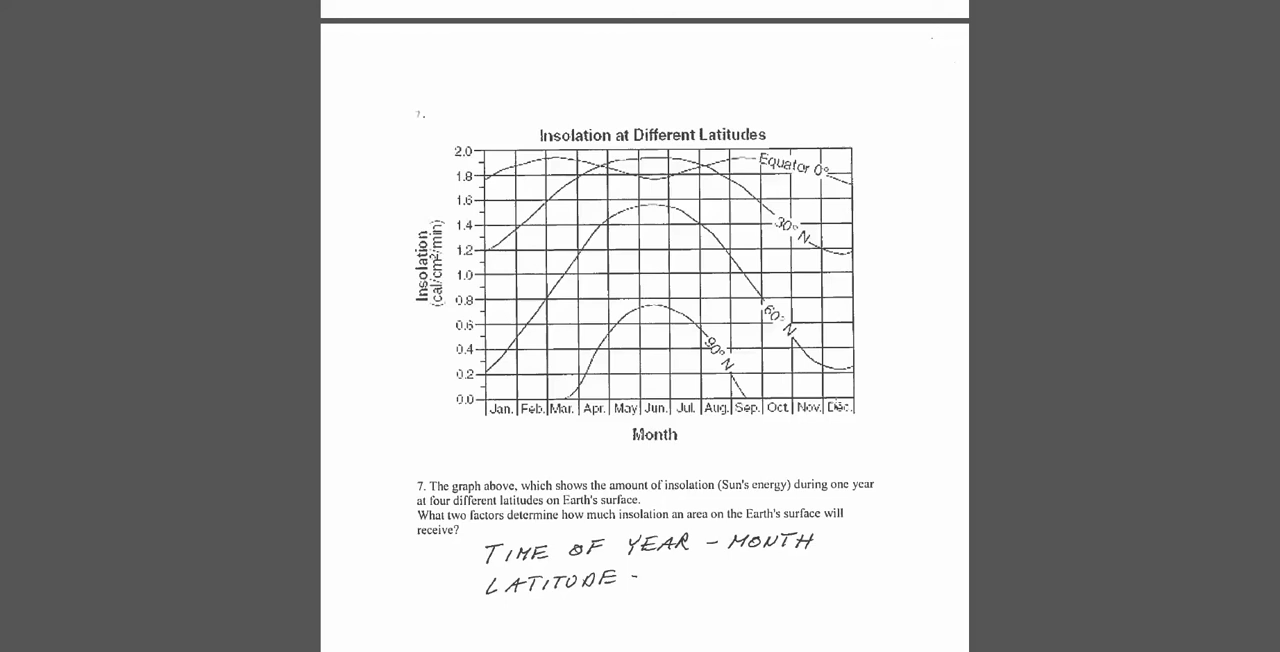 7.
Insolation at Different Latitudes
2.0
1.8
1.6
1.4
1.2
1.0
0.8
0.6
0.4
0.2
0.0
Insolation
(cal/cm²/min)
Equator 0°
30° N
60° N
90° N
Jan. Feb. Mar. Apr. May Jun. Jul. Aug. Sep. Oct. Nov. Dec.
Month
7. The graph above, which shows the amount of insolation (Sun's energy) during one year
at four different latitudes on Earth's surface.
What two factors determine how much insolation an area on the Earth's surface will
receive?
TIME OF YEAR - MONTH
LATITUDE -